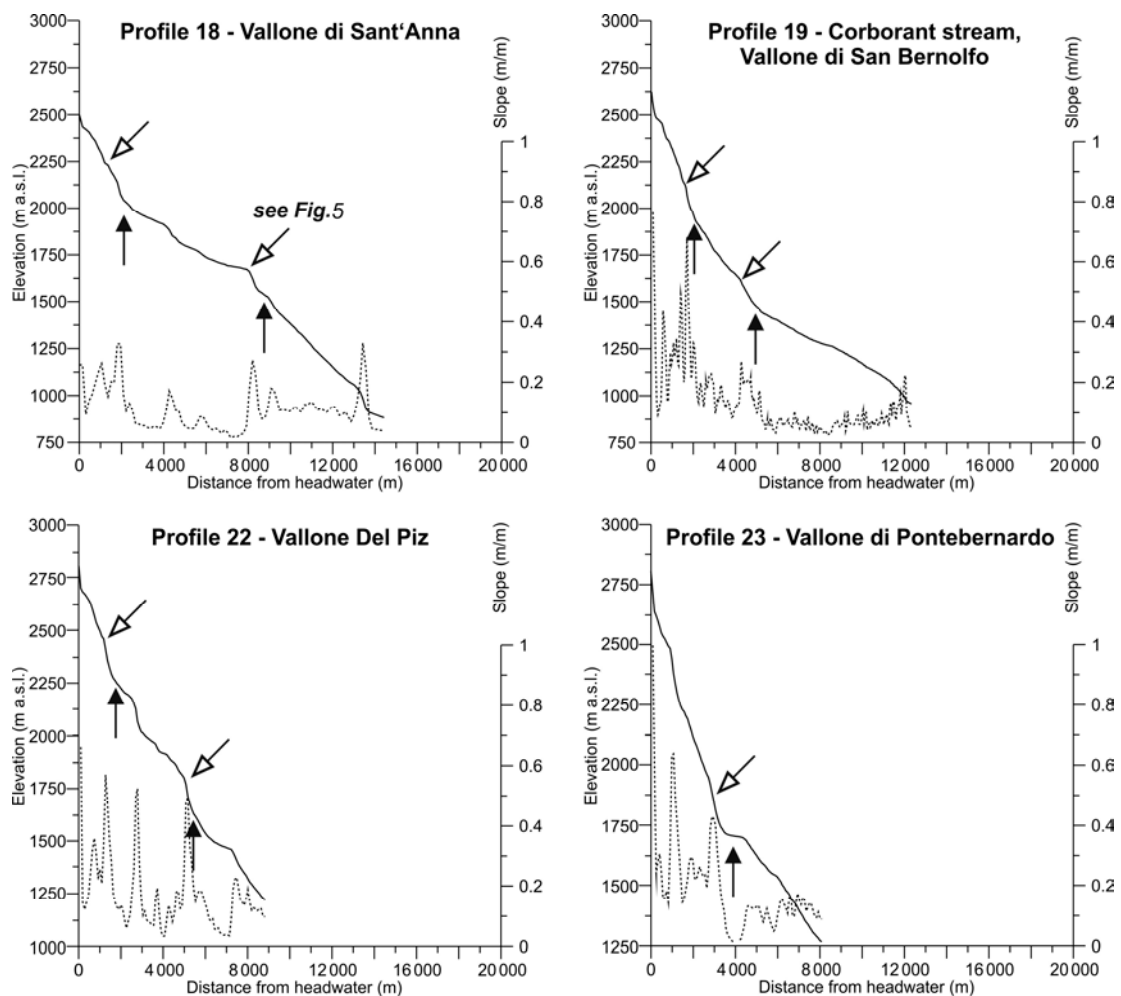 Profile 18 - Vallone di Sant‘Anna
Elevation (m a.s.l.)
3000
2750
2500
2250
2000
1750
1500
1250
1000
750
see Fig.5
Slope (m/m)
1
0.8
0.6
0.4
0.2
0
0 4000 8000 12000 16000 20000
Distance from headwater (m)
Profile 19 - Corborant stream,
Vallone di San Bernolfo
Elevation (m a.s.l.)
3000
2750
2500
2250
2000
1750
1500
1250
1000
750
Slope (m/m)
1
0.8
0.6
0.4
0.2
0
0 4000 8000 12000 16000 20000
Distance from headwater (m)
Profile 22 - Vallone Del Piz
Elevation (m a.s.l.)
3000
2750
2500
2250
2000
1750
1500
1250
1000
Slope (m/m)
1
0.8
0.6
0.4
0.2
0
0 4000 8000 12000 16000 20000
Distance from headwater (m)
Profile 23 - Vallone di Pontebernardo
Elevation (m a.s.l.)
3000
2750
2500
2250
2000
1750
1500
1250
Slope (m/m)
1
0.8
0.6
0.4
0.2
0
0 4000 8000 12000 16000 20000
Distance from headwater (m)